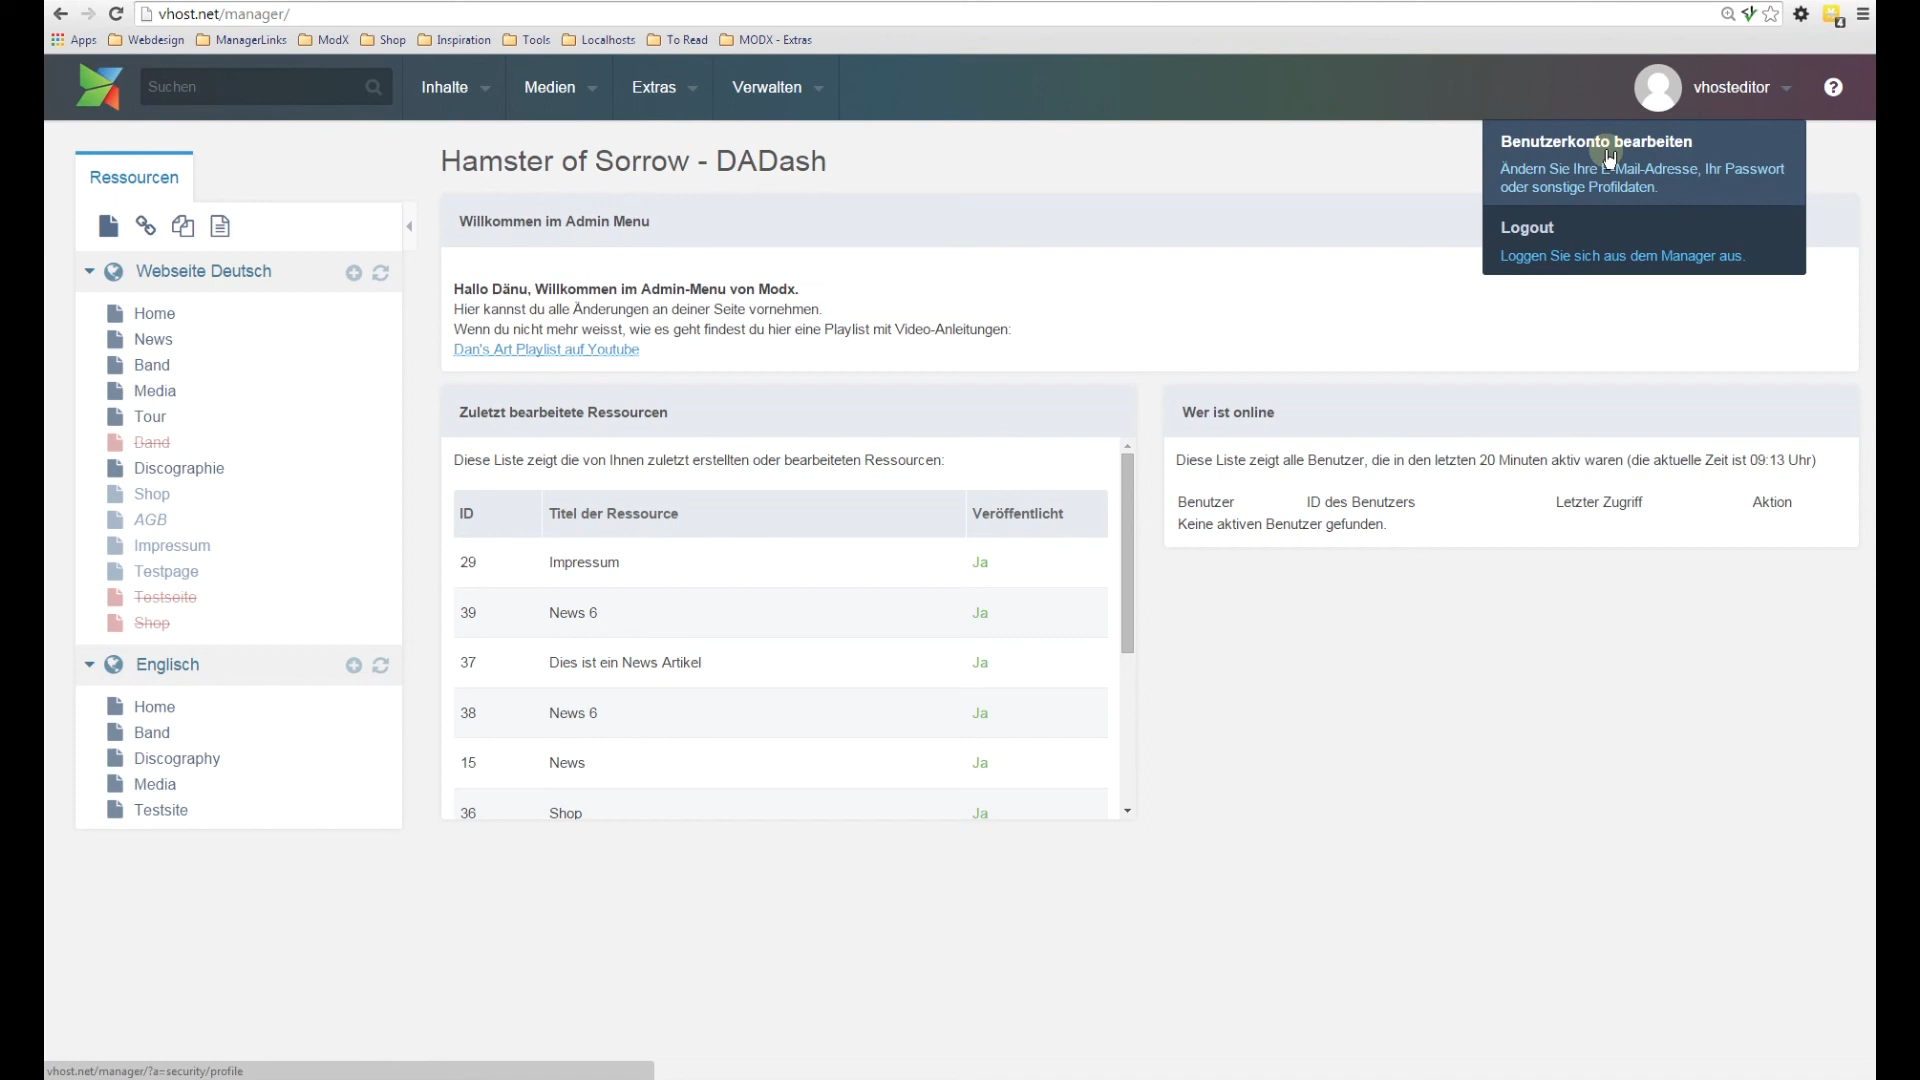 vhost.net/manager/
4
Apps Webdesign ManagerLinks ModX Shop Inspiration Tools Localhosts To Read MODX - Extras
Suchen Inhalte Medien Extras Verwalten vhosteditor ?
Benutzerkonto bearbeiten
Ändern Sie Ihre E-Mail-Adresse, Ihr Passwort
oder sonstige Profildaten.
Logout
Loggen Sie sich aus dem Manager aus.
Ressourcen
Webseite Deutsch
Home
News
Band
Media
Tour
Band
Discographie
Shop
AGB
Impressum
Testpage
Testseite
Shop
Englisch
Home
Band
Discography
Media
Testsite
Hamster of Sorrow - DADash
Willkommen im Admin Menu
Hallo Dänu, Willkommen im Admin-Menu von Modx.
Hier kannst du alle Änderungen an deiner Seite vornehmen.
Wenn du nicht mehr weisst, wie es geht findest du hier eine Playlist mit Video-Anleitungen:
Dan's Art Playlist auf Youtube
Zuletzt bearbeitete Ressourcen
Diese Liste zeigt die von Ihnen zuletzt erstellten oder bearbeiteten Ressourcen:
ID Titel der Ressource Veröffentlicht
29 Impressum Ja
39 News 6 Ja
37 Dies ist ein News Artikel Ja
38 News 6 Ja
15 News Ja
36 Shop Ja
Wer ist online
Diese Liste zeigt alle Benutzer, die in den letzten 20 Minuten aktiv waren (die aktuelle Zeit ist 09:13 Uhr)
Benutzer ID des Benutzers Letzter Zugriff Aktion
Keine aktiven Benutzer gefunden.
vhost.net/manager/?a=security/profile